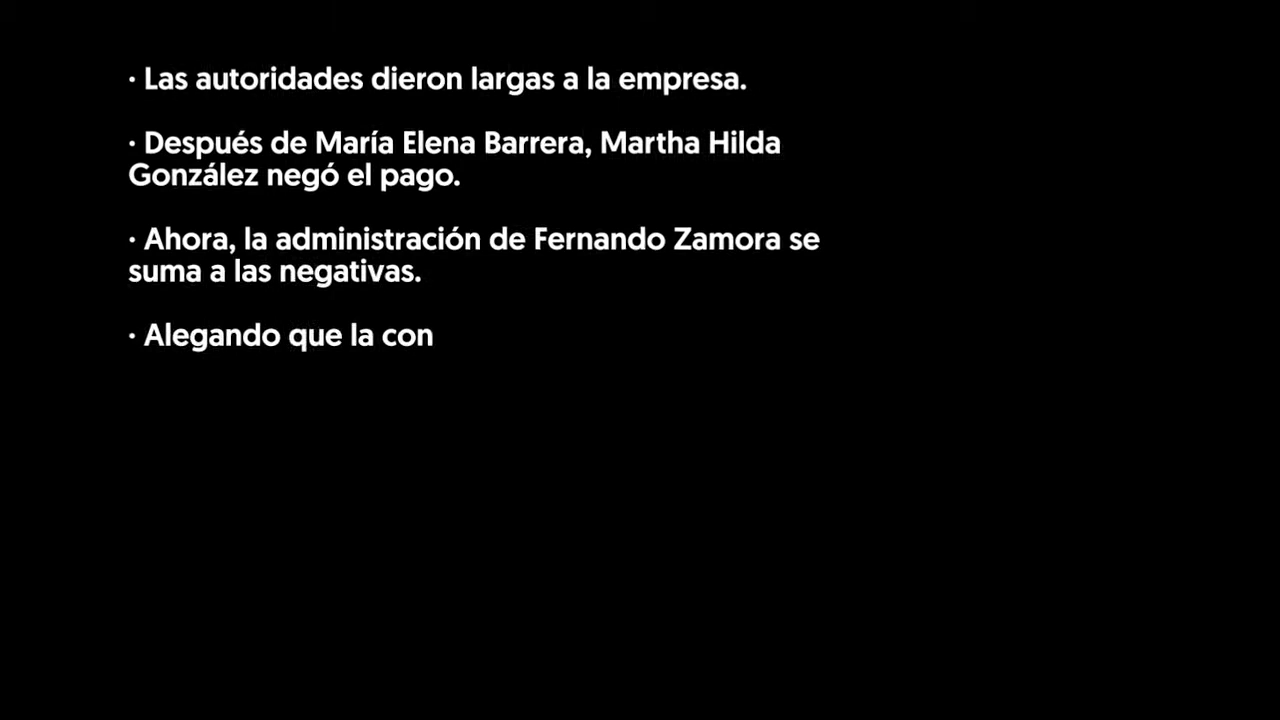 · Las autoridades dieron largas a la empresa.
· Después de María Elena Barrera, Martha Hilda
González negó el pago.
· Ahora, la administración de Fernando Zamora se
suma a las negativas.
· Alegando que la con